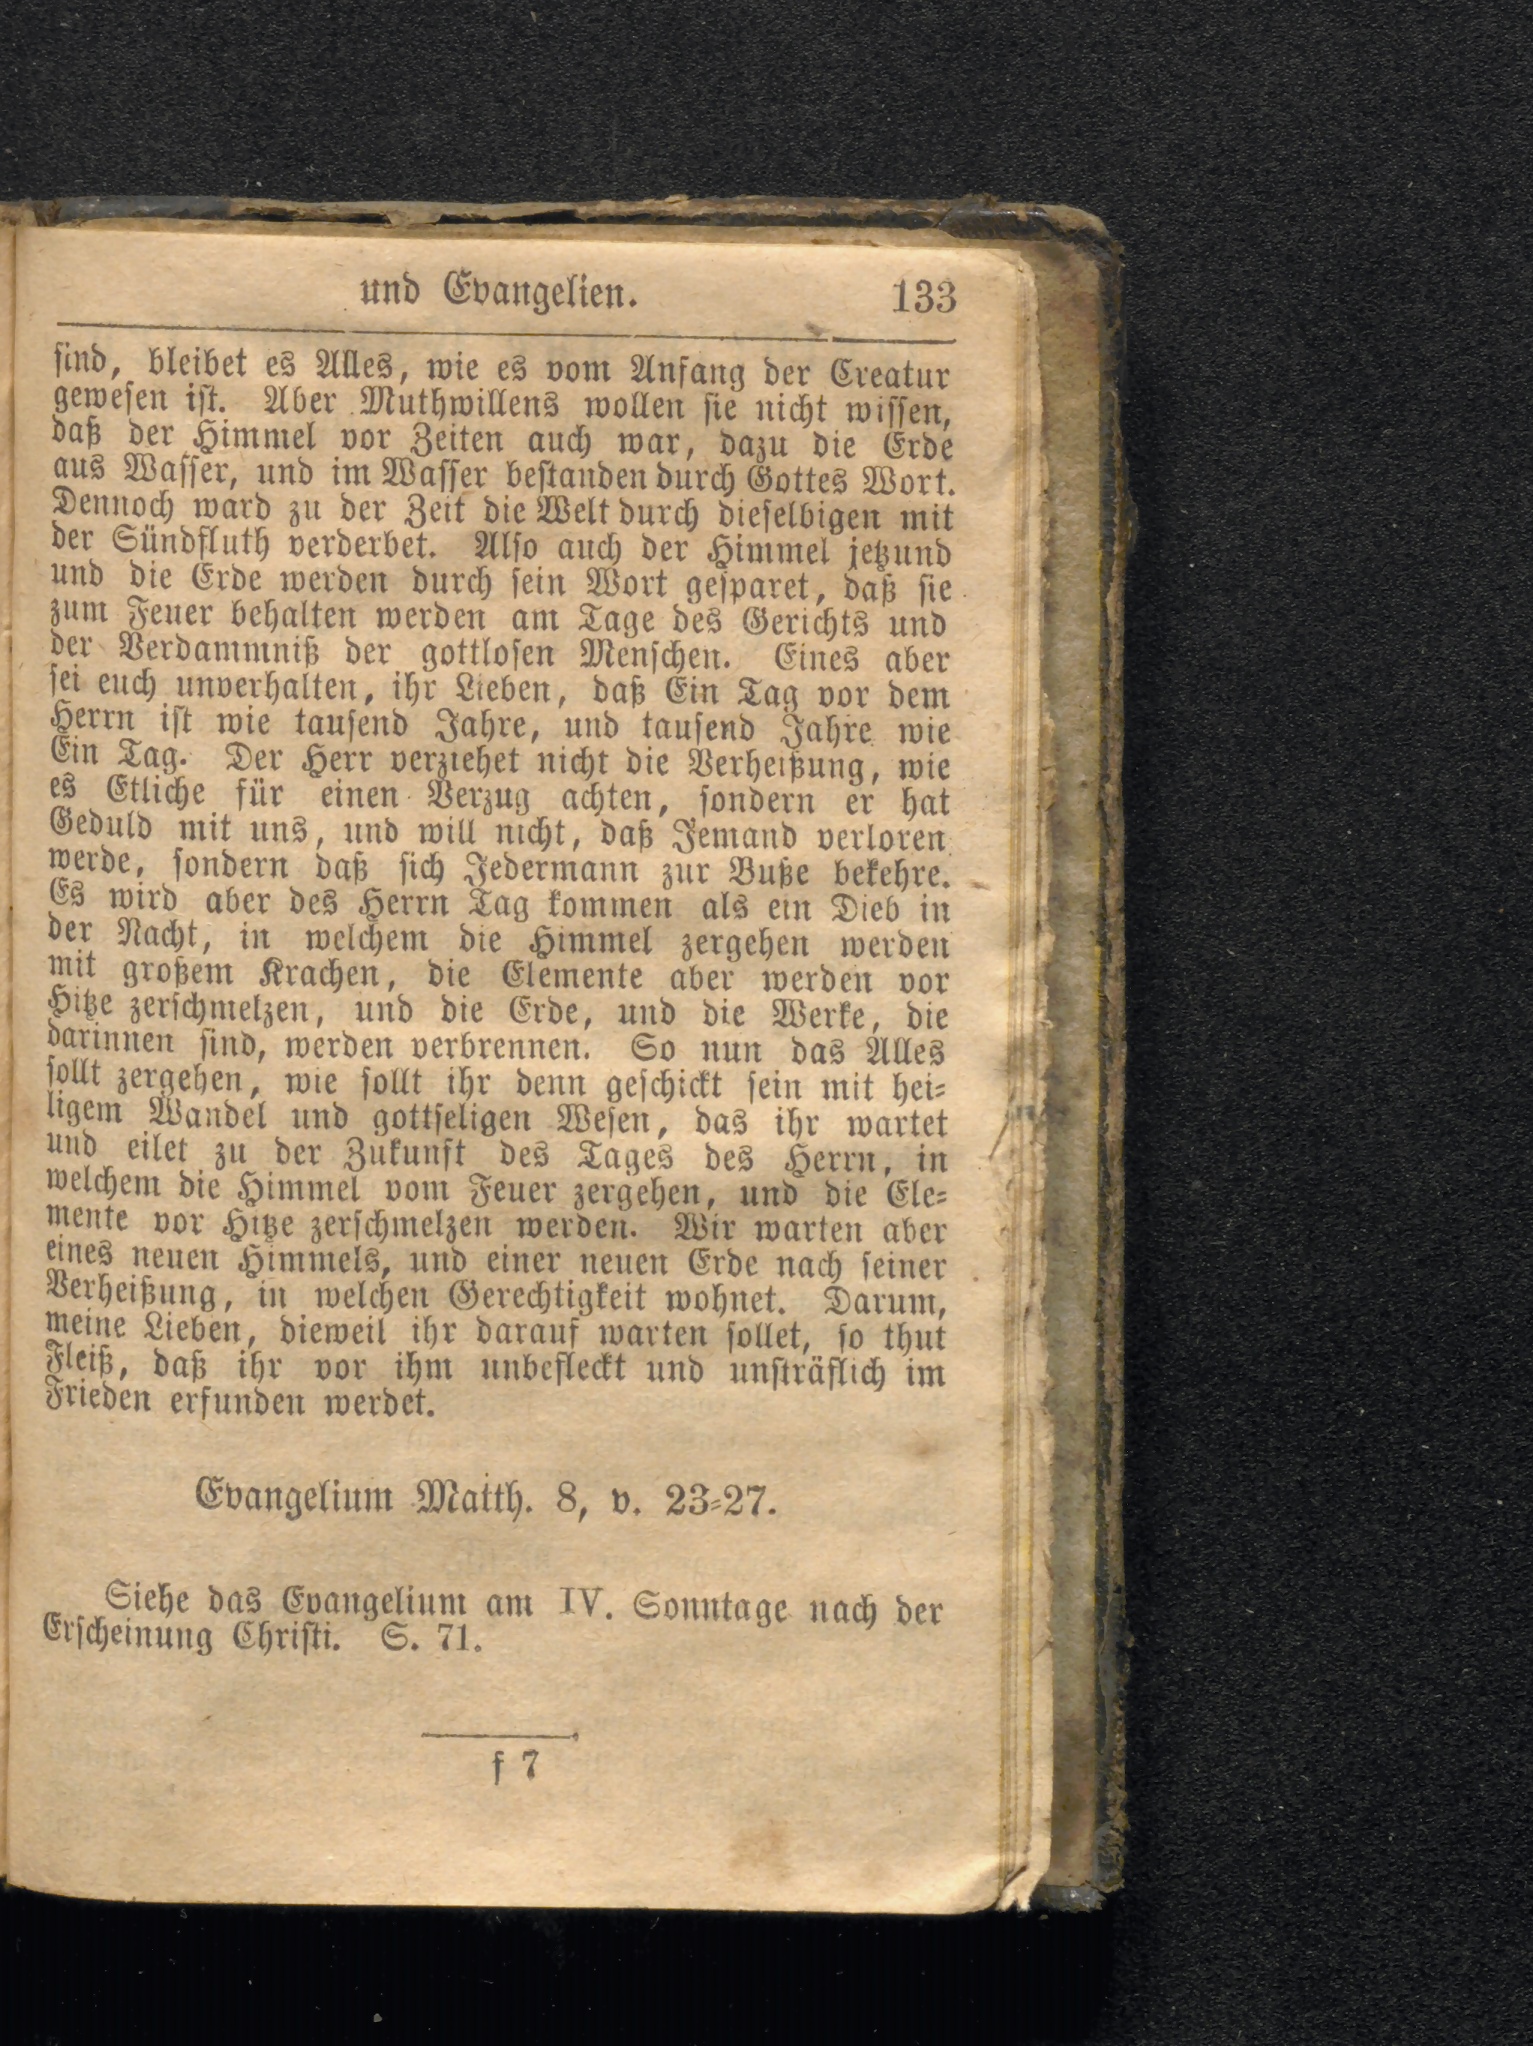 und Evangelien. 133
sind, bleibet es Alles, wie es vom Anfang der Creatur
gewesen ist. Aber Muthwillens wollen sie nicht wissen,
daß der Himmel vor Zeiten auch war, dazu die Erde
aus Wasser, und im Wasser bestanden durch Gottes Wort.
Dennoch ward zu der Zeit die Welt durch dieselbigen mit
der Sündfluth verderbet. Also auch der Himmel jetzund
und die Erde werden durch sein Wort gesparet, daß sie
zum Feuer behalten werden am Tage des Gerichts und
der Verdammniß der gottlosen Menschen. Eines aber
sei euch unverhalten, ihr Lieben, daß Ein Tag vor dem
Herrn ist wie tausend Jahre, und tausend Jahre wie
Ein Tag. Der Herr verziehet nicht die Verheißung, wie
es Etliche für einen Verzug achten, sondern er hat
Geduld mit uns, und will nicht, daß Jemand verloren
werde, sondern daß sich Jedermann zur Buße bekehre.
Es wird aber des Herrn Tag kommen als ein Dieb in
der Nacht, in welchem die Himmel zergehen werden
mit großem Krachen, die Elemente aber werden vor
Hitze zerschmelzen, und die Erde, und die Werke, die
darinnen sind, werden verbrennen. So nun das Alles
sollt zergehen, wie sollt ihr denn geschickt sein mit hei-
ligem Wandel und gottseligen Wesen, das ihr wartet
und eilet zu der Zukunft des Tages des Herrn, in
welchem die Himmel vom Feuer zergehen, und die Ele-
mente vor Hitze zerschmelzen werden. Wir warten aber
eines neuen Himmels, und einer neuen Erde nach seiner
Verheißung, in welchen Gerechtigkeit wohnet. Darum,
meine Lieben, dieweil ihr darauf warten sollet, so thut
Fleiß, daß ihr vor ihm unbefleckt und unsträflich im
Frieden erfunden werdet.
Evangelium Matth. 8, v. 23-27.
Siehe das Evangelium am IV. Sonntage nach der
Erscheinung Christi. S. 71.
f 7